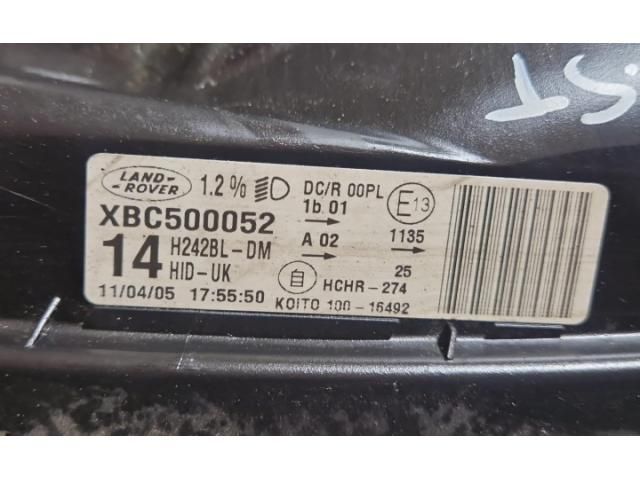 LAND-
-ROVER
1.2% DC/R 00PL
XBC500052 1b 01 E13
14 H242BL-DM A 02 1135
HID-UK 自 25
HCHR-274
11/04/05 17:55:50 KOITO 100-16492